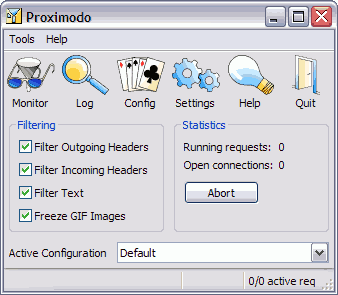 Proximodo
Tools Help
Monitor Log Config Settings Help Quit
Filtering
Filter Outgoing Headers
Filter Incoming Headers
Filter Text
Freeze GIF Images
Statistics
Running requests: 0
Open connections: 0
Abort
Active Configuration Default
0/0 active req